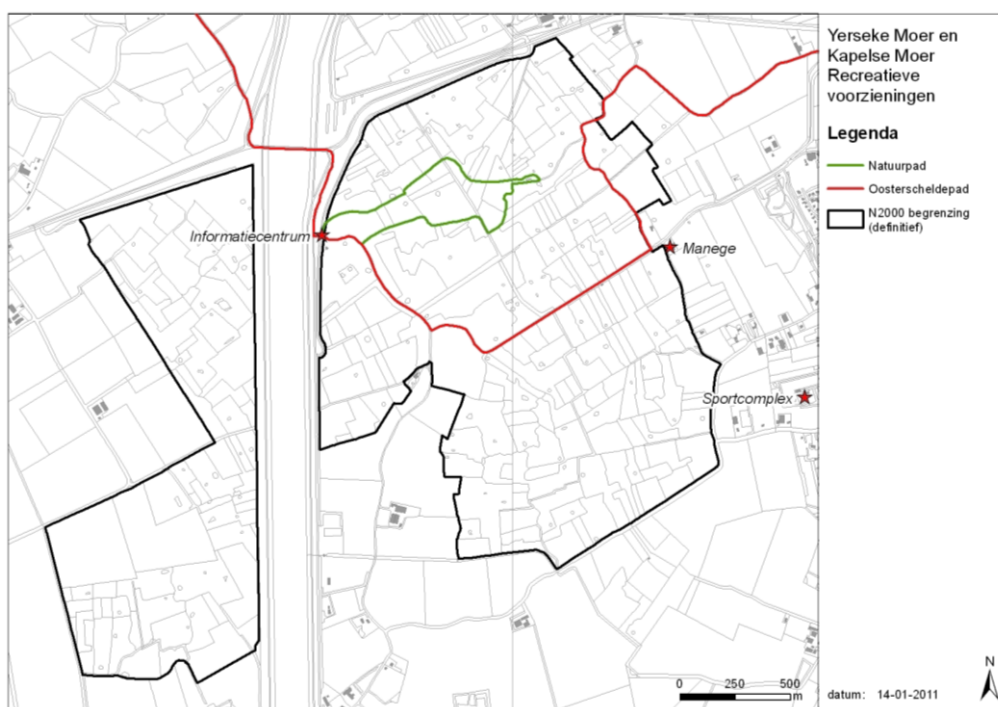 Yerseke Moer en
Kapelse Moer
Recreatieve
voorzieningen
Legenda
Natuurpad
Oosterscheldepad
N2000 begrenzing
(definitief)
Informatiecentrum
Manege
Sportcomplex
0 250 500
m
datum: 14-01-2011
N